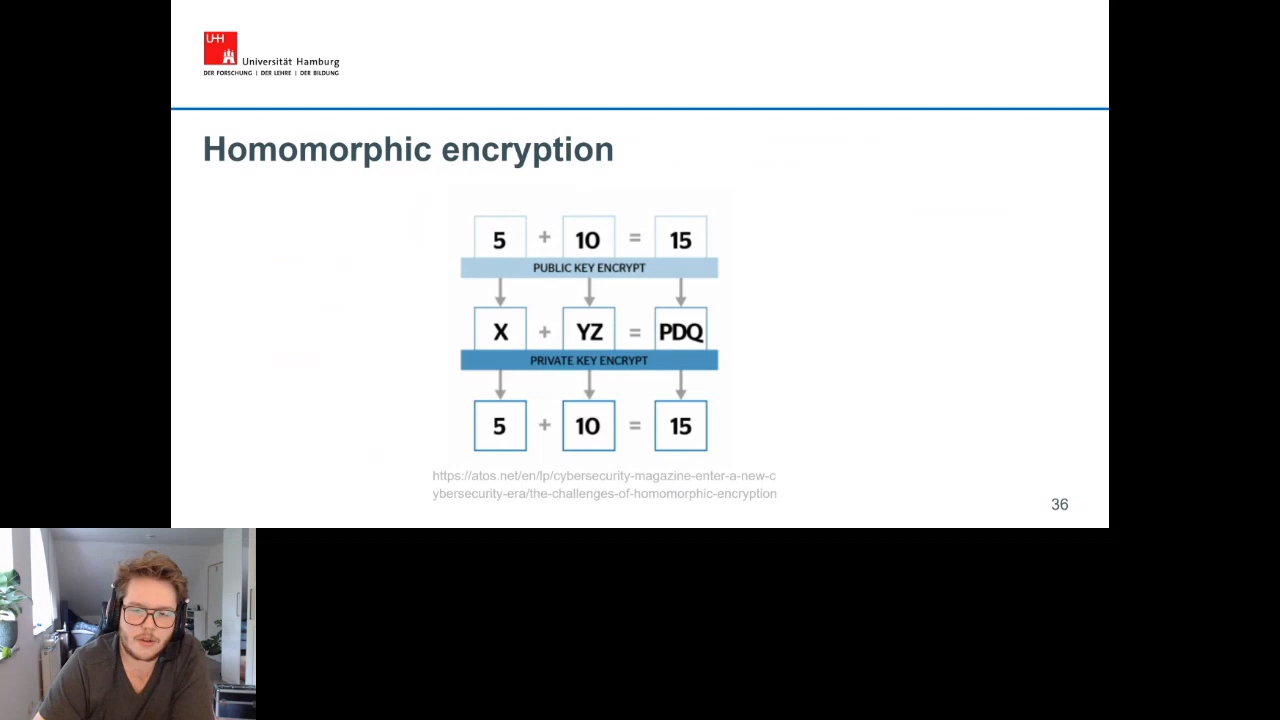 UHH
Universität Hamburg
DER FORSCHUNG | DER LEHRE | DER BILDUNG
Homomorphic encryption
5 + 10 = 15
PUBLIC KEY ENCRYPT
X + YZ = PDQ
PRIVATE KEY ENCRYPT
5 + 10 = 15
https://atos.net/en/lp/cybersecurity-magazine-enter-a-new-c
ybersecurity-era/the-challenges-of-homomorphic-encryption
36